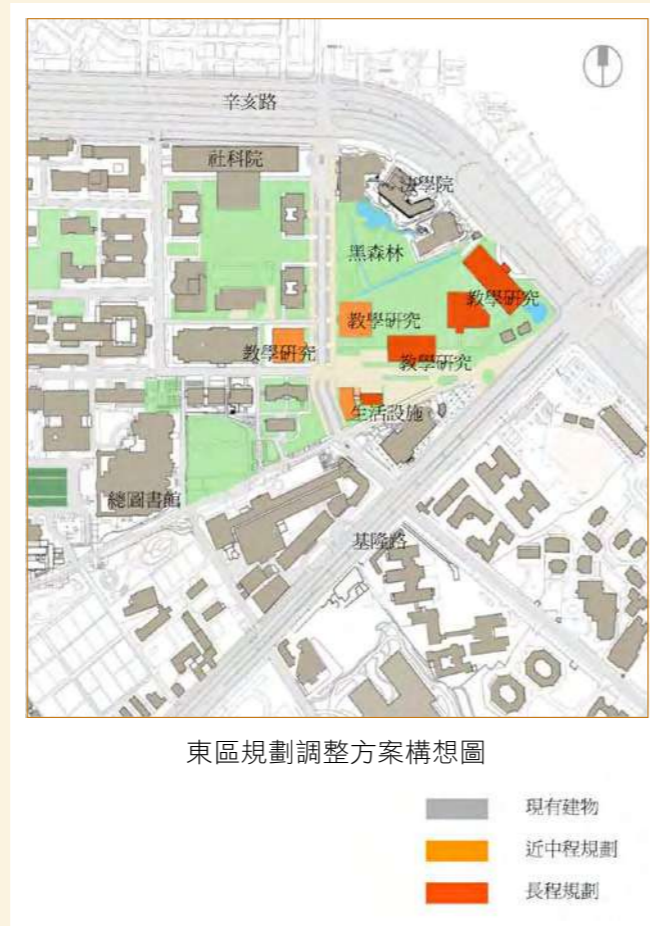 辛亥路
社科院
法學院
黑森林
教學研究
教學研究
教學研究
教學研究
生活設施
總圖書館
基隆路
東區規劃調整方案構想圖
現有建物
近中程規劃
長程規劃